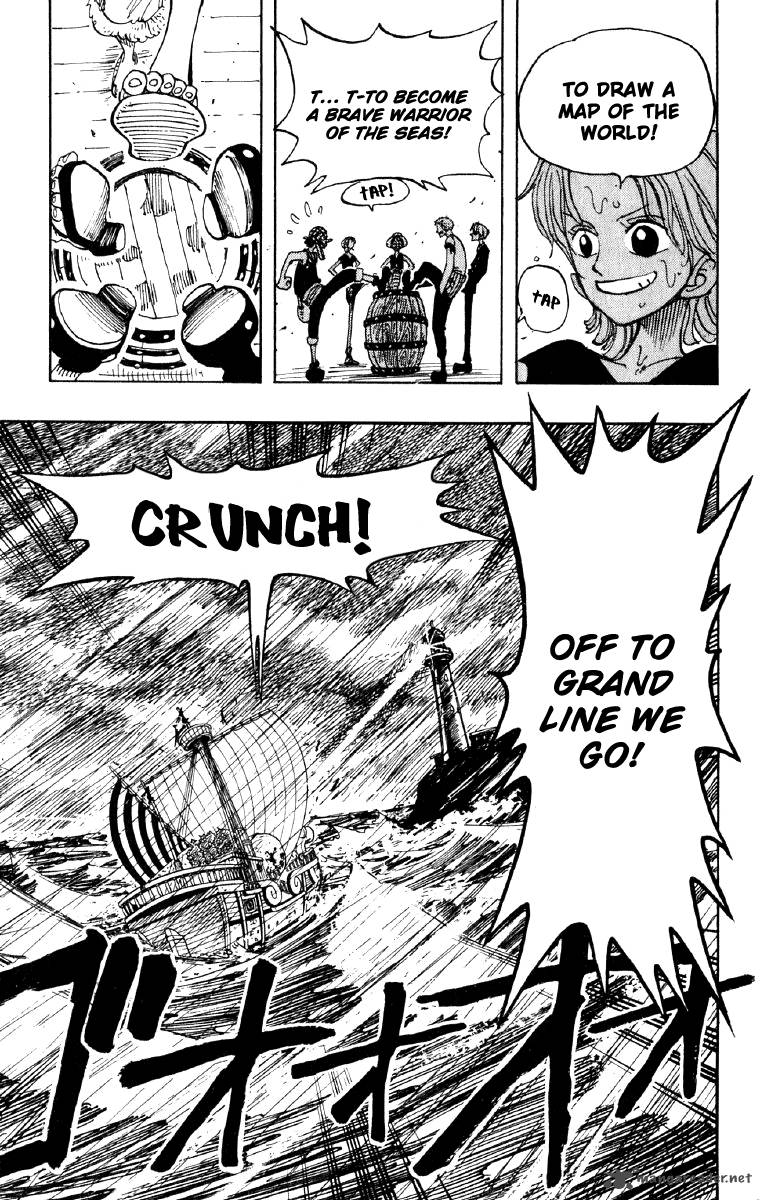 TO DRAW A
MAP OF THE
WORLD!
TAP
T... T-TO BECOME
A BRAVE WARRIOR
OF THE SEAS!
TAP!
OFF TO
GRAND
LINE WE
GO!
CRUNCH!
ゴオオオオ